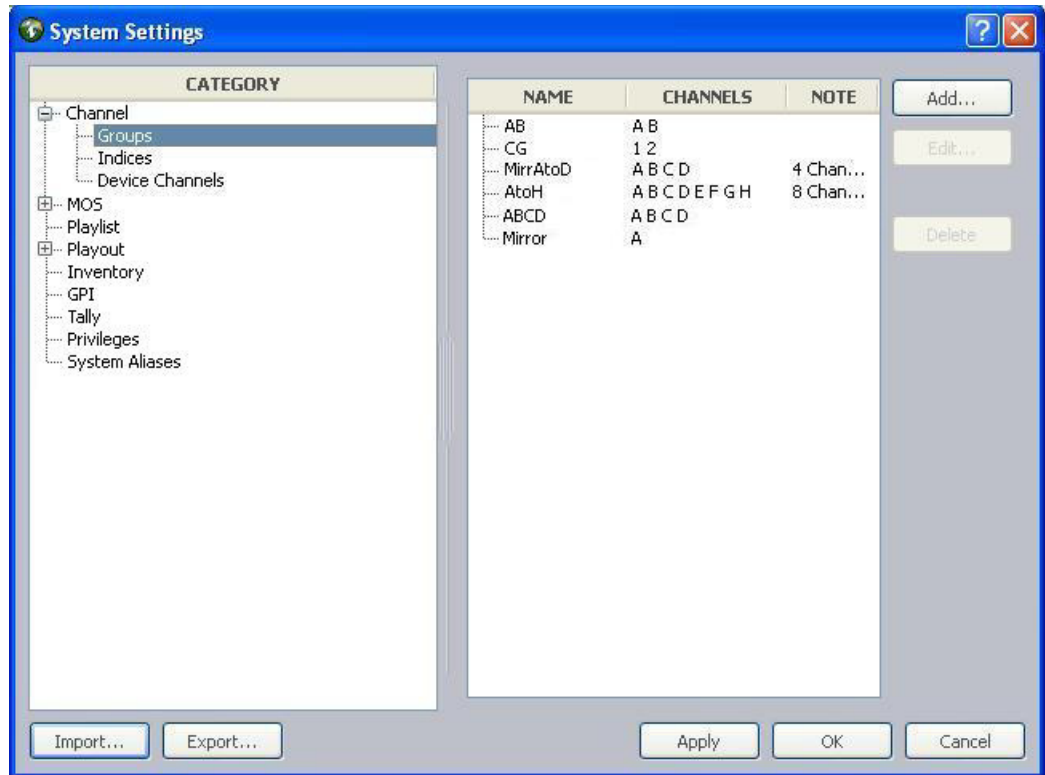 System Settings
CATEGORY
Channel
Groups
Indices
Device Channels
MOS
Playlist
Playout
Inventory
GPI
Tally
Privileges
System Aliases
NAME CHANNELS NOTE
AB A B
CG 1 2
MirrAtoD A B C D 4 Chan...
AtoH A B C D E F G H 8 Chan...
ABCD A B C D
Mirror A
Add...
Edit...
Delete
Import... Export... Apply OK Cancel